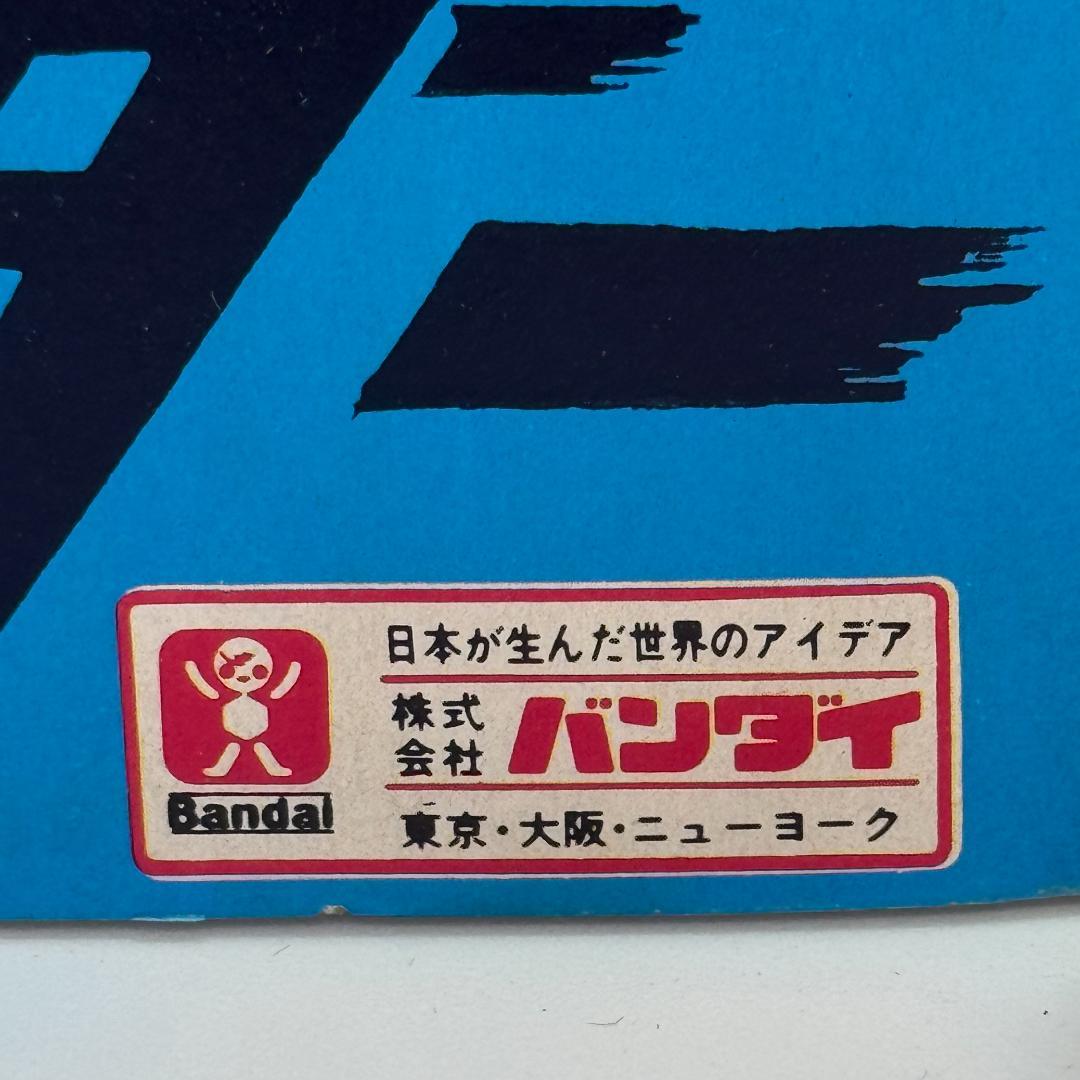 日本が生んだ世界のアイデア
株式
会社 バンダイ
Bandai
東京・大阪・ニューヨーク